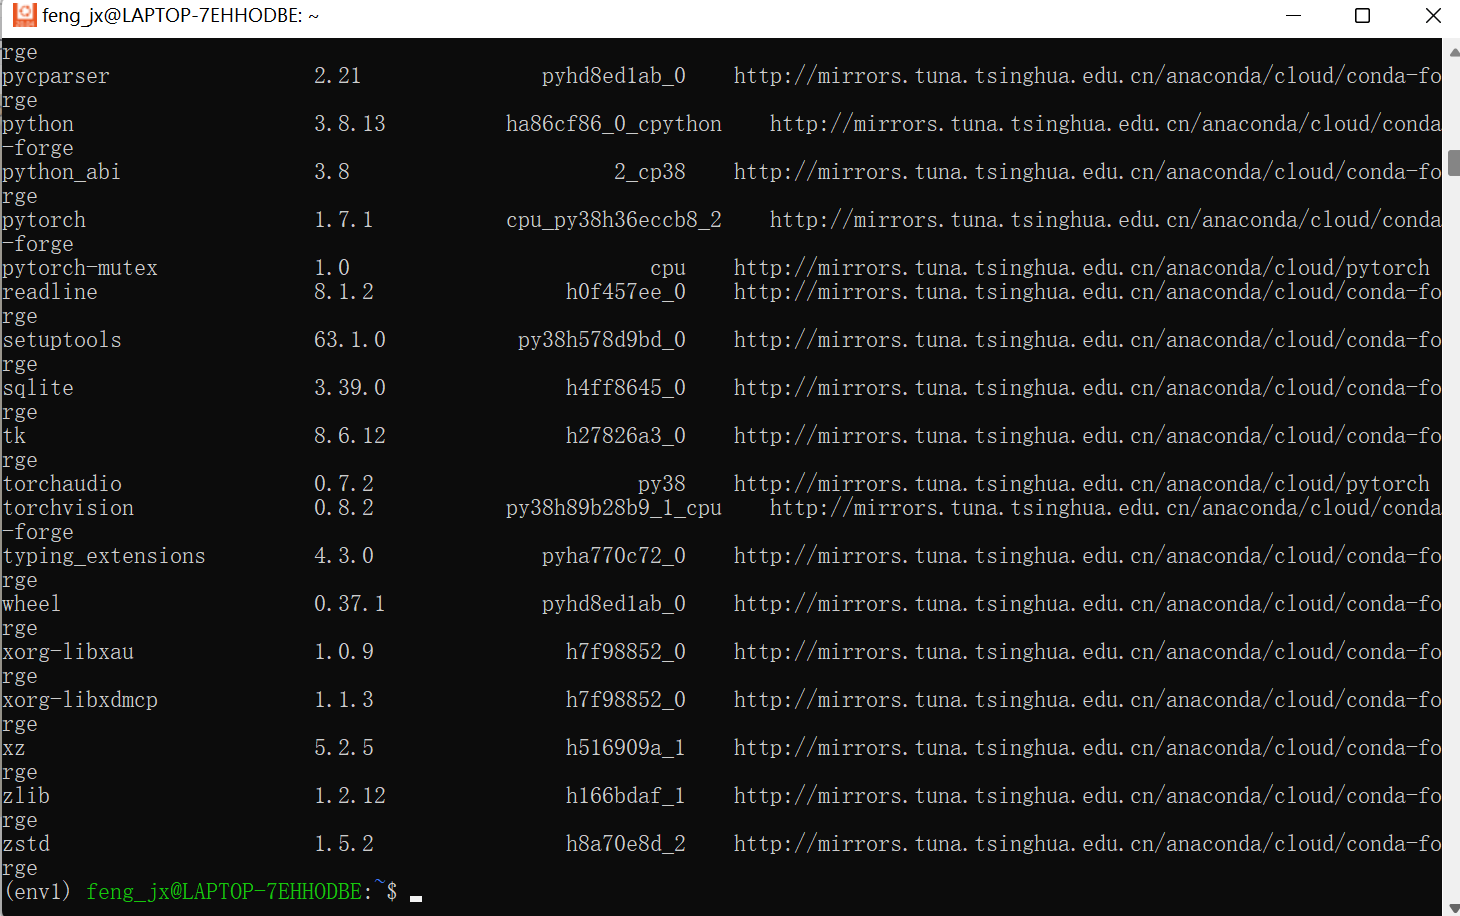 feng_jx@LAPTOP-7EHHODBE: ~
rge
pycparser 2.21 pyhd8ed1ab_0 http://mirrors.tuna.tsinghua.edu.cn/anaconda/cloud/conda-fo
rge
python 3.8.13 ha86cf86_0_cpython http://mirrors.tuna.tsinghua.edu.cn/anaconda/cloud/conda
-forge
python_abi 3.8 2_cp38 http://mirrors.tuna.tsinghua.edu.cn/anaconda/cloud/conda-fo
rge
pytorch 1.7.1 cpu_py38h36eccb8_2 http://mirrors.tuna.tsinghua.edu.cn/anaconda/cloud/conda
-forge
pytorch-mutex 1.0 cpu http://mirrors.tuna.tsinghua.edu.cn/anaconda/cloud/pytorch
readline 8.1.2 h0f457ee_0 http://mirrors.tuna.tsinghua.edu.cn/anaconda/cloud/conda-fo
rge
setuptools 63.1.0 py38h578d9bd_0 http://mirrors.tuna.tsinghua.edu.cn/anaconda/cloud/conda-fo
rge
sqlite 3.39.0 h4ff8645_0 http://mirrors.tuna.tsinghua.edu.cn/anaconda/cloud/conda-fo
rge
tk 8.6.12 h27826a3_0 http://mirrors.tuna.tsinghua.edu.cn/anaconda/cloud/conda-fo
rge
torchaudio 0.7.2 py38 http://mirrors.tuna.tsinghua.edu.cn/anaconda/cloud/pytorch
torchvision 0.8.2 py38h89b28b9_1_cpu http://mirrors.tuna.tsinghua.edu.cn/anaconda/cloud/conda
-forge
typing_extensions 4.3.0 pyha770c72_0 http://mirrors.tuna.tsinghua.edu.cn/anaconda/cloud/conda-fo
rge
wheel 0.37.1 pyhd8ed1ab_0 http://mirrors.tuna.tsinghua.edu.cn/anaconda/cloud/conda-fo
rge
xorg-libxau 1.0.9 h7f98852_0 http://mirrors.tuna.tsinghua.edu.cn/anaconda/cloud/conda-fo
rge
xorg-libxdmcp 1.1.3 h7f98852_0 http://mirrors.tuna.tsinghua.edu.cn/anaconda/cloud/conda-fo
rge
xz 5.2.5 h516909a_1 http://mirrors.tuna.tsinghua.edu.cn/anaconda/cloud/conda-fo
rge
zlib 1.2.12 h166bdaf_1 http://mirrors.tuna.tsinghua.edu.cn/anaconda/cloud/conda-fo
rge
zstd 1.5.2 h8a70e8d_2 http://mirrors.tuna.tsinghua.edu.cn/anaconda/cloud/conda-fo
rge
(env1) feng_jx@LAPTOP-7EHHODBE:~$